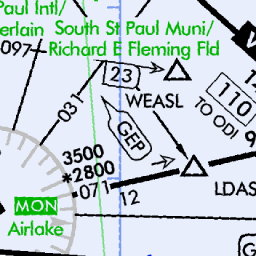 Paul Intl/
erlain
South St Paul Muni/
Richard E Fleming Fld
097
031
23
WEASL
110
TO ODI
GEP
3500
*2800
071
12
LDAS
MON
Airlake